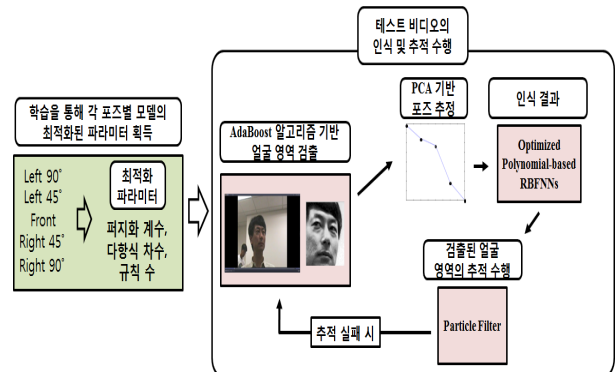 테스트 비디오의
인식 및 추적 수행
학습을 통해 각 포즈별 모델의
최적화된 파라미터 획득
Left 90°
Left 45°
Front
Right 45°
Right 90°
최적화
파라미터
퍼지화 계수,
다항식 차수,
규칙 수
AdaBoost 알고리즘 기반
얼굴 영역 검출
PCA 기반
포즈 추정
인식 결과
Optimized
Polynomial-based
RBFNNs
검출된 얼굴
영역의 추적 수행
Particle Filter
추적 실패 시